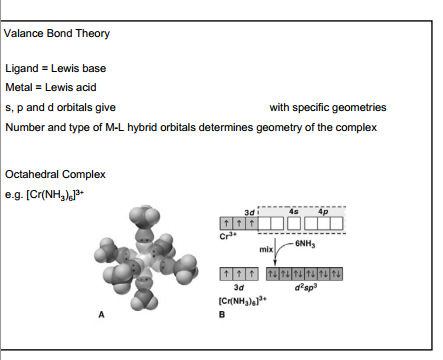 Valance Bond Theory
Ligand = Lewis base
Metal = Lewis acid
s, p and d orbitals give with specific geometries
Number and type of M-L hybrid orbitals determines geometry of the complex
Octahedral Complex
e.g. [Cr(NH₃)₆]³⁺
3d 4s 4p
↑ ↑ ↑
Cr³⁺
mix 6NH₃
↑ ↑ ↑ ↑↓ ↑↓ ↑↓ ↑↓ ↑↓ ↑↓
3d d²sp³
[Cr(NH₃)₆]³⁺
A B